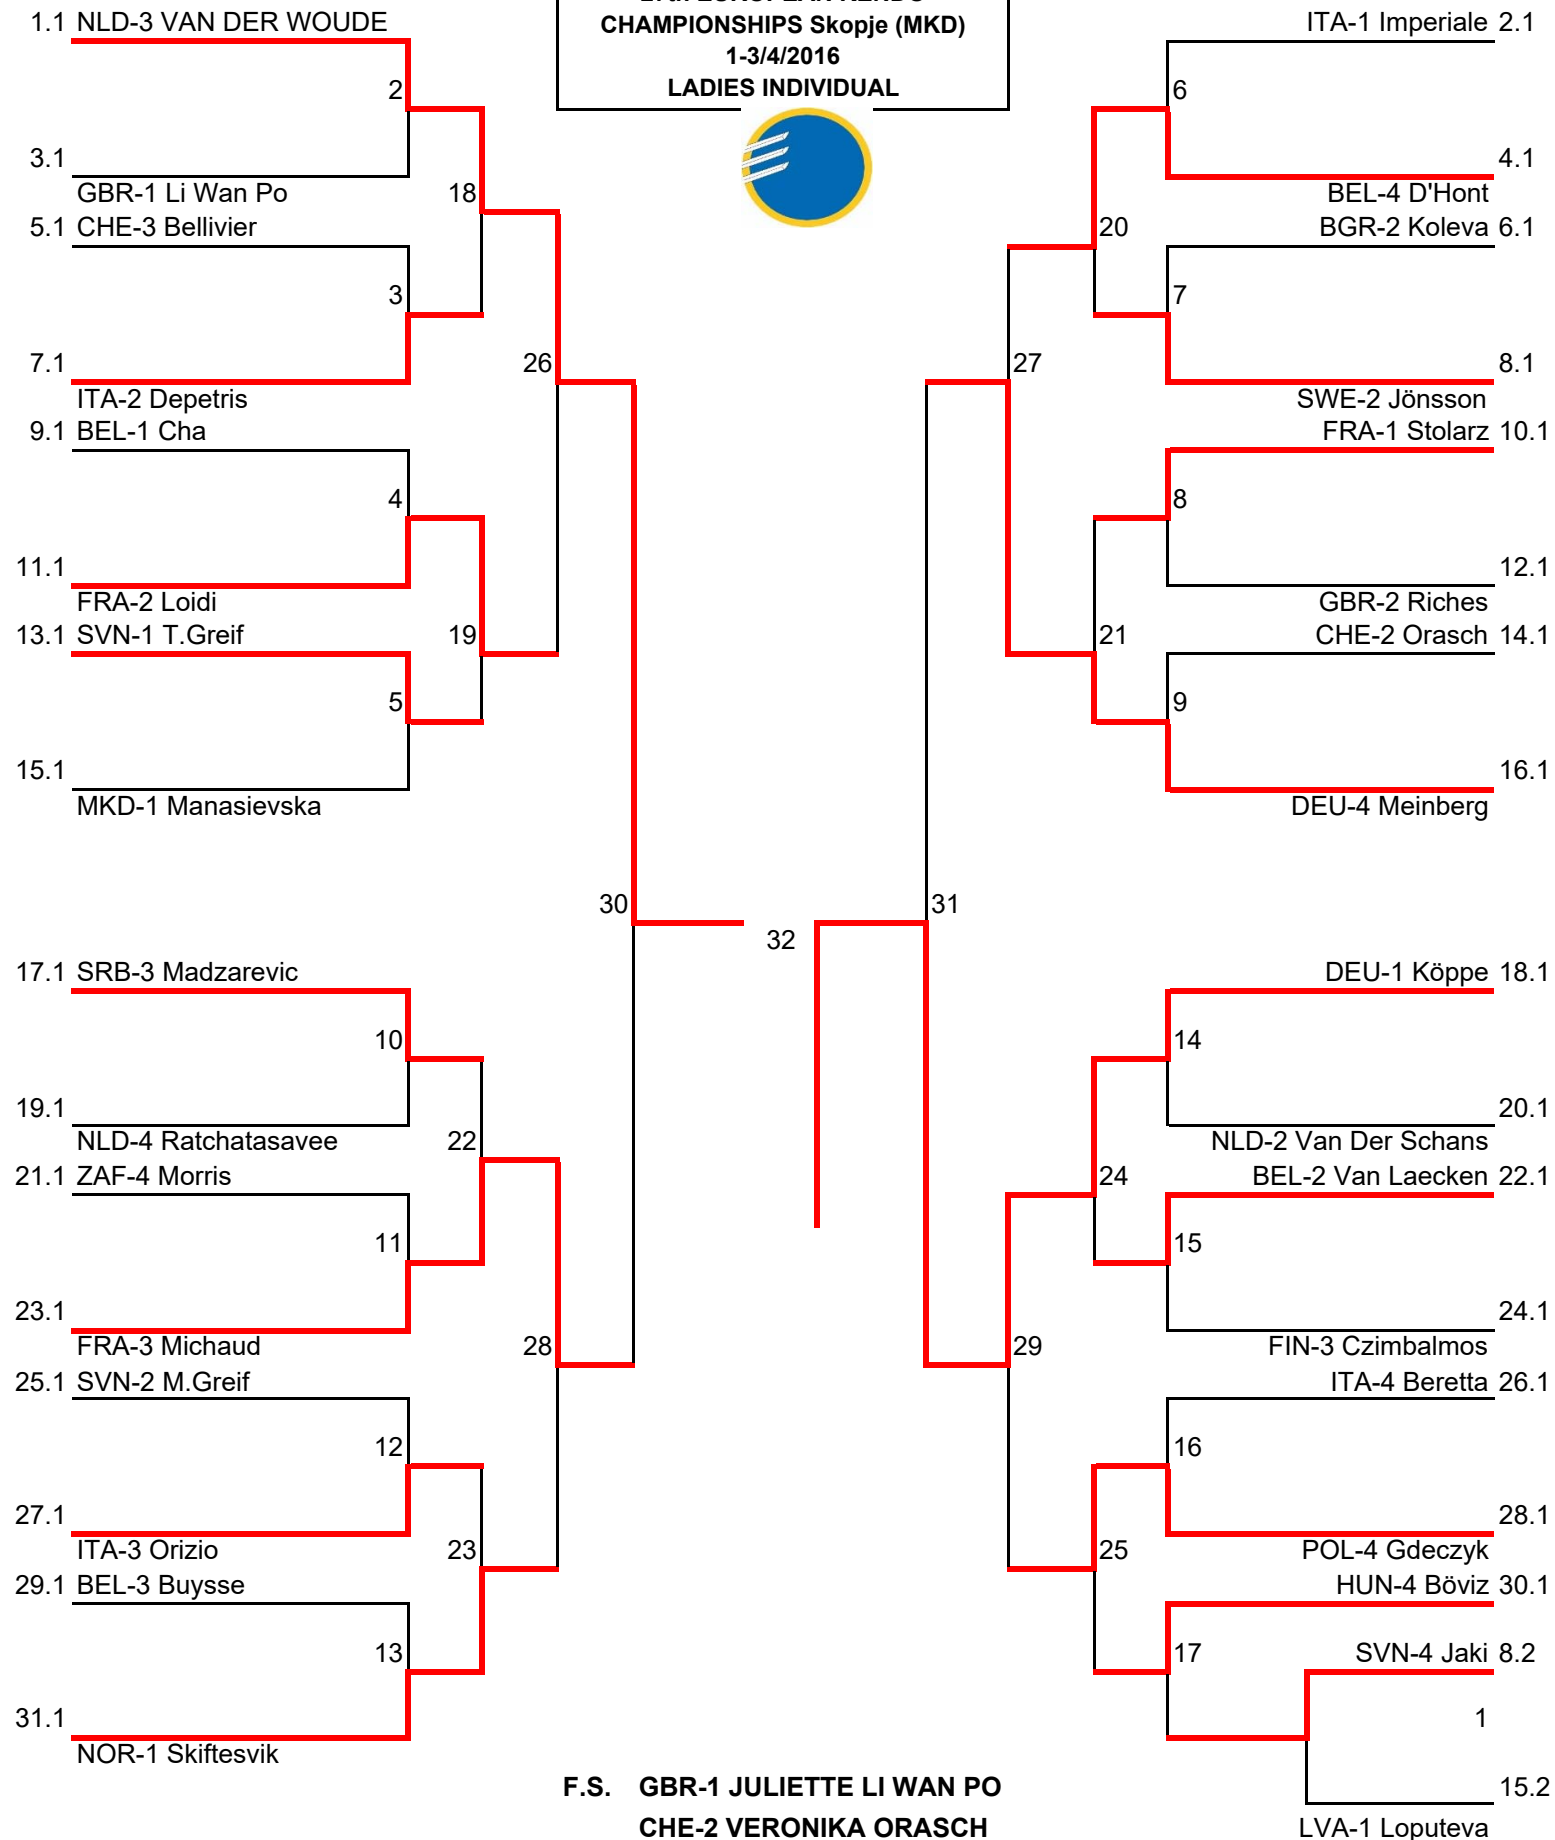 CHAMPIONSHIPS Skopje (MKD)
1-3/4/2016
LADIES INDIVIDUAL
1.1 NLD-3 VAN DER WOUDE
2
3.1
GBR-1 Li Wan Po
18
5.1 CHE-3 Bellivier
3
7.1
ITA-2 Depetris
26
9.1 BEL-1 Cha
4
11.1
FRA-2 Loidi
13.1 SVN-1 T.Greif
19
5
15.1
MKD-1 Manasievska
30
17.1 SRB-3 Madzarevic
10
19.1
NLD-4 Ratchatasavee
22
21.1 ZAF-4 Morris
11
23.1
FRA-3 Michaud
28
25.1 SVN-2 M.Greif
12
27.1
ITA-3 Orizio
23
29.1 BEL-3 Buysse
13
31.1
NOR-1 Skiftesvik
32
ITA-1 Imperiale 2.1
6
4.1
BEL-4 D'Hont
BGR-2 Koleva 6.1
20
7
27
8.1
SWE-2 Jönsson
FRA-1 Stolarz 10.1
8
12.1
GBR-2 Riches
CHE-2 Orasch 14.1
21
9
16.1
DEU-4 Meinberg
31
DEU-1 Köppe 18.1
14
20.1
NLD-2 Van Der Schans
24
BEL-2 Van Laecken 22.1
15
24.1
FIN-3 Czimbalmos
29
ITA-4 Beretta 26.1
16
28.1
POL-4 Gdeczyk
25
HUN-4 Böviz 30.1
17
SVN-4 Jaki 8.2
1
15.2
LVA-1 Loputeva
F.S. GBR-1 JULIETTE LI WAN PO
CHE-2 VERONIKA ORASCH